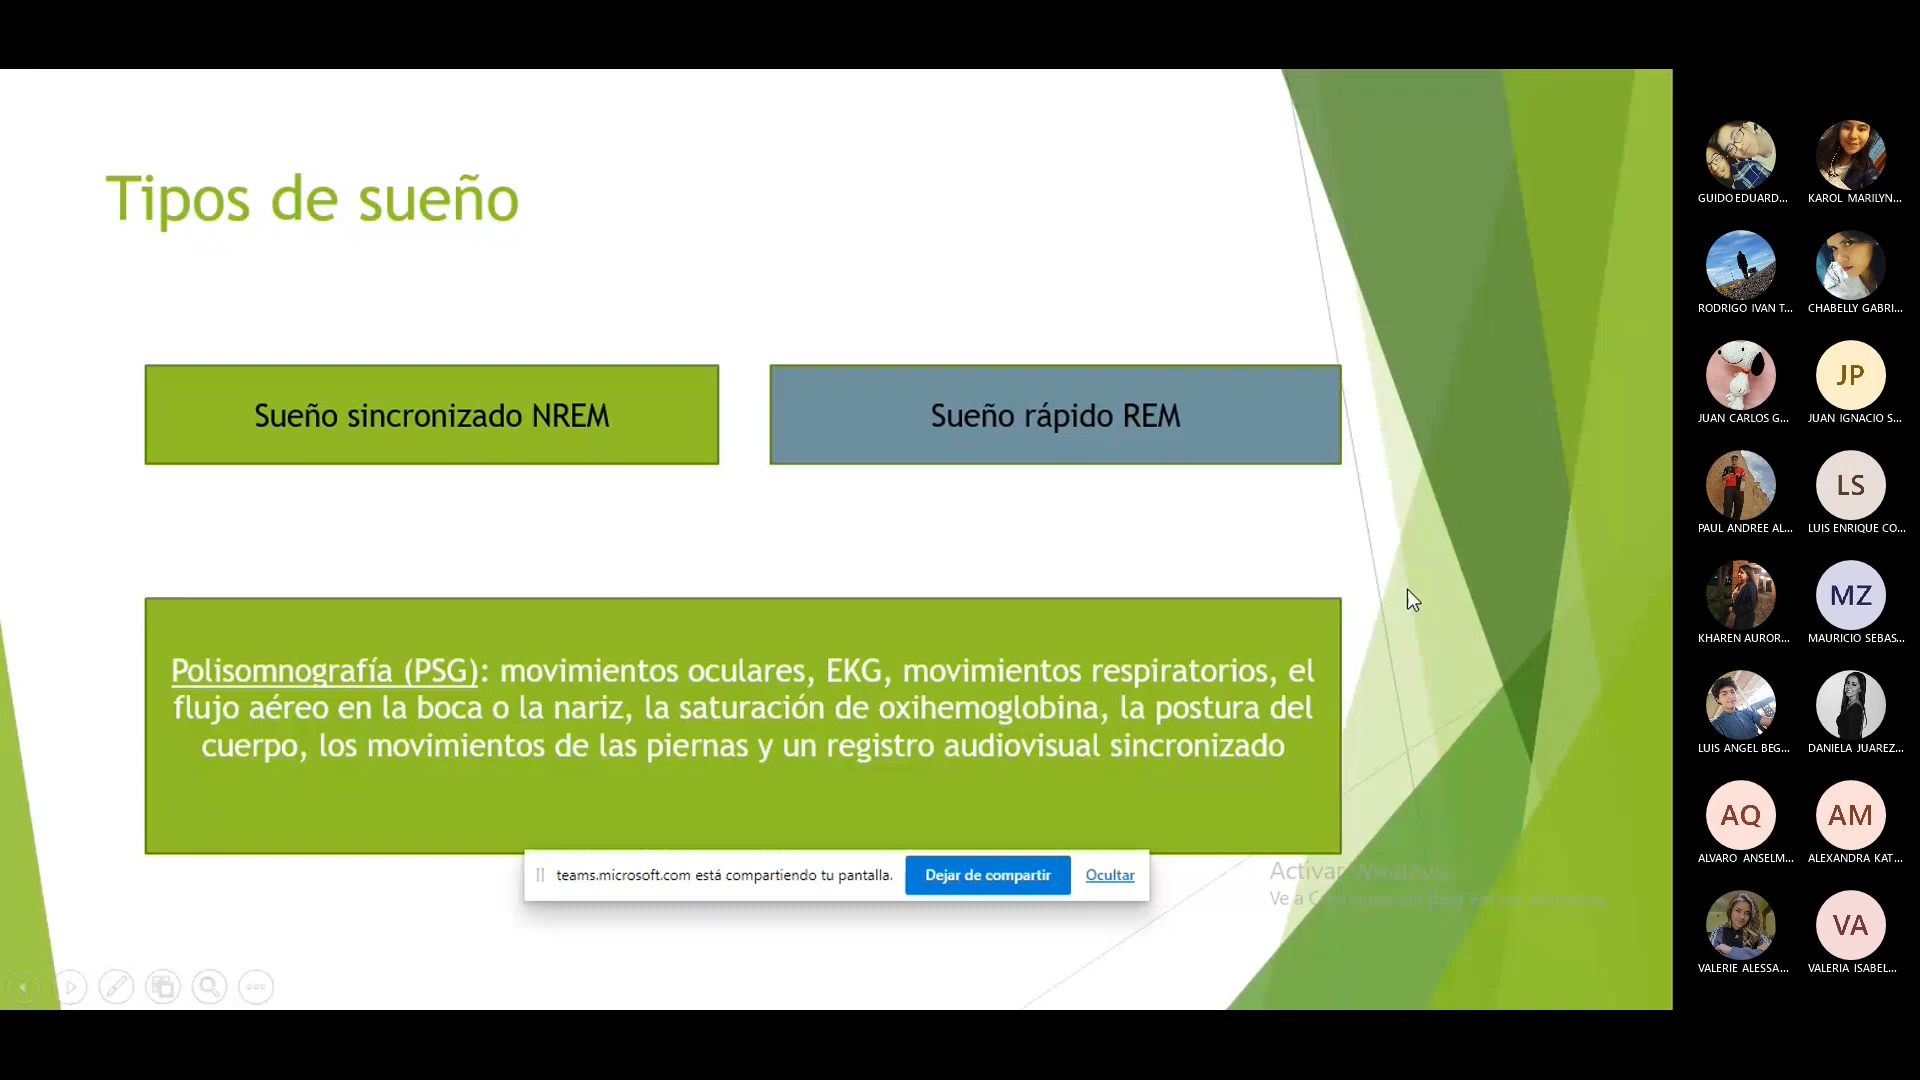 Tipos de sueño
Sueño sincronizado NREM
Sueño rápido REM
Polisomnografía (PSG): movimientos oculares, EKG, movimientos respiratorios, el
flujo aéreo en la boca o la nariz, la saturación de oxihemoglobina, la postura del
cuerpo, los movimientos de las piernas y un registro audiovisual sincronizado
teams.microsoft.com está compartiendo tu pantalla.
Dejar de compartir
Ocultar
Activar Windows
Ve a
GUIDO EDUARD...
KAROL MARILYN...
RODRIGO IVAN T...
CHABELLY GABRI...
JUAN CARLOS G...
JP
JUAN IGNACIO S...
PAUL ANDREE AL...
LS
LUIS ENRIQUE CO...
KHAREN AUROR...
MZ
MAURICIO SEBAS...
LUIS ANGEL BEG...
DANIELA JUAREZ...
AQ
ALVARO ANSELM...
AM
ALEXANDRA KAT...
VALERIE ALESSA...
VA
VALERIA ISABEL...